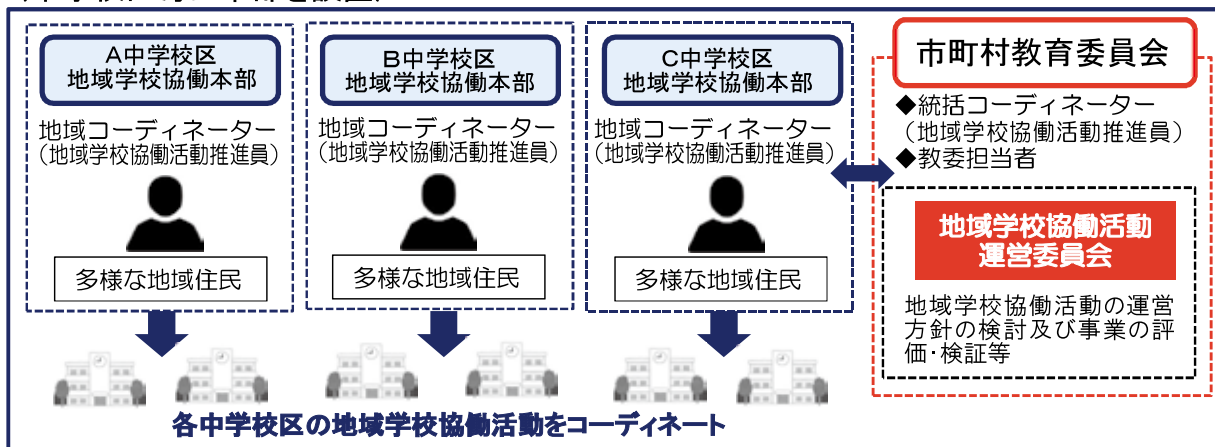 A中学校区
地域学校協働本部
地域コーディネーター
（地域学校協働活動推進員）
多様な地域住民
B中学校区
地域学校協働本部
地域コーディネーター
（地域学校協働活動推進員）
多様な地域住民
C中学校区
地域学校協働本部
地域コーディネーター
（地域学校協働活動推進員）
多様な地域住民
各中学校区の地域学校協働活動をコーディネート
市町村教育委員会
◆統括コーディネーター
（地域学校協働活動推進員）
◆教委担当者
地域学校協働活動
運営委員会
地域学校協働活動の運営
方針の検討及び事業の評
価･検証等